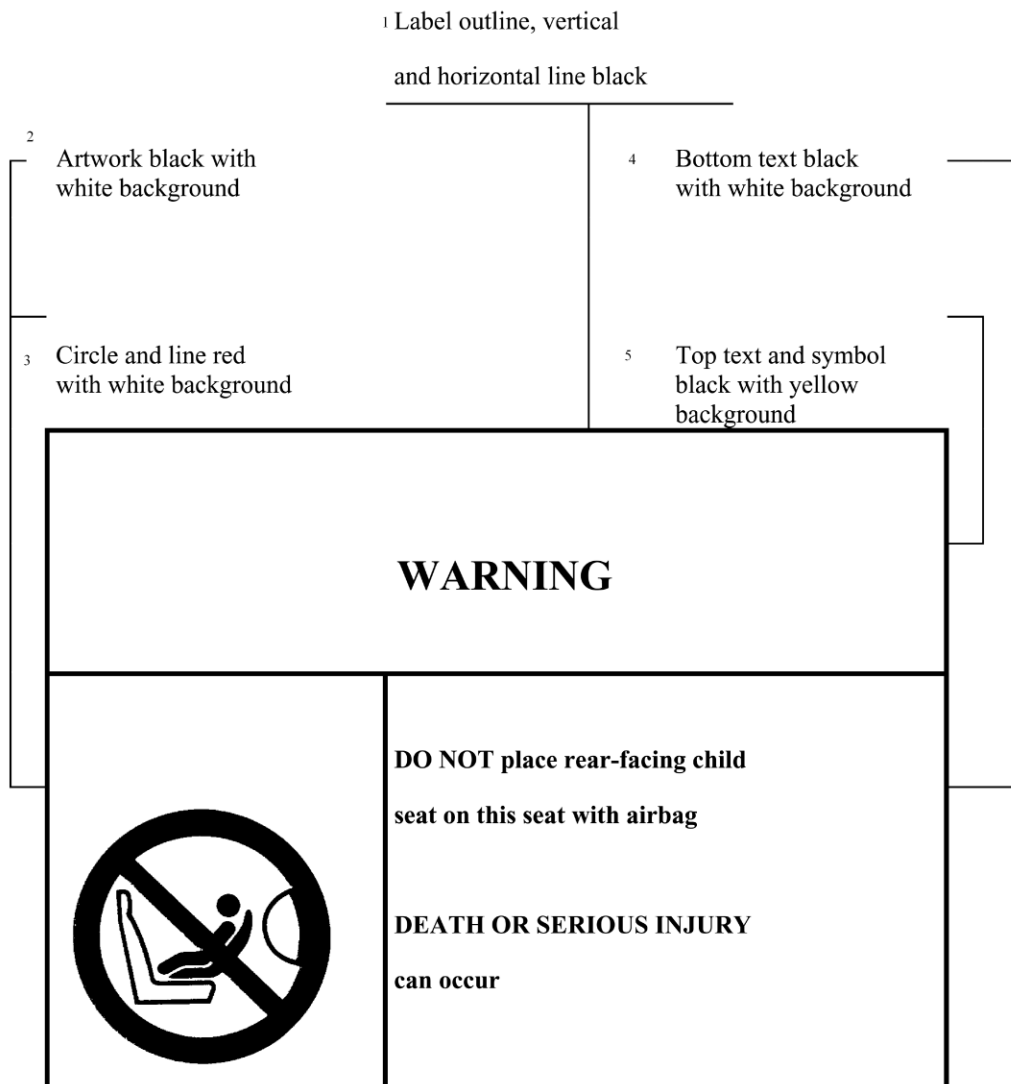 1 Label outline, vertical
and horizontal line black
2
Artwork black with
white background
4 Bottom text black
with white background
3 Circle and line red
with white background
5 Top text and symbol
black with yellow
background
WARNING
DO NOT place rear-facing child
seat on this seat with airbag
DEATH OR SERIOUS INJURY
can occur